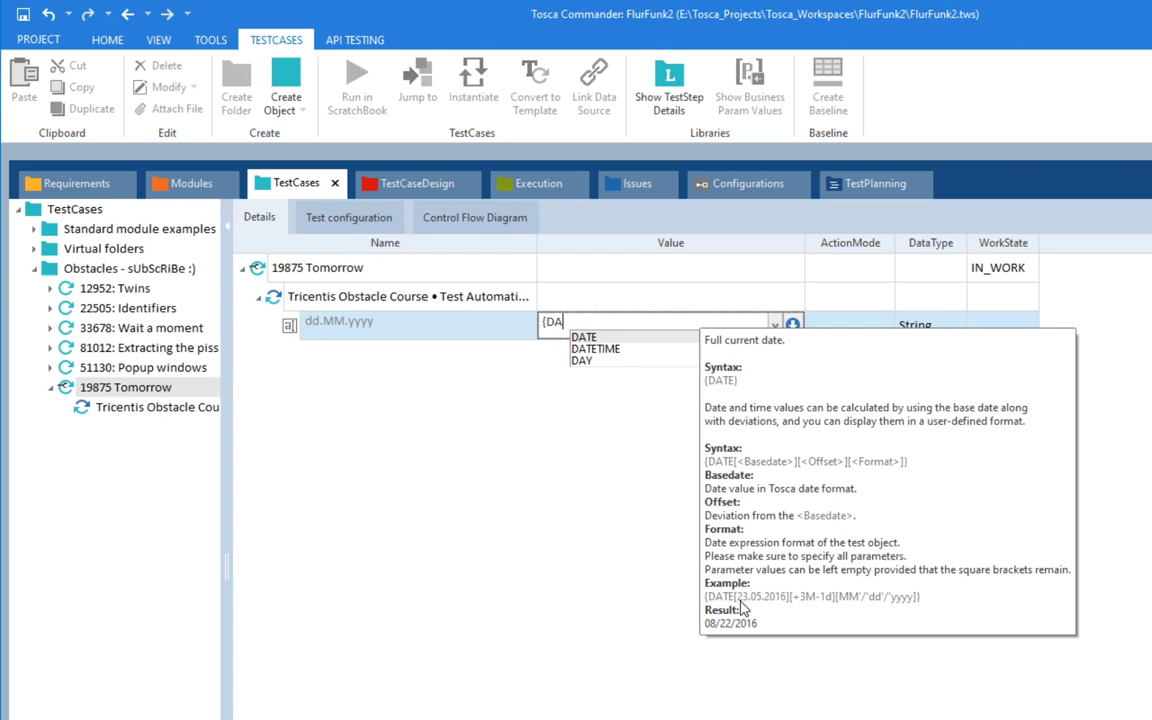 Tosca Commander: FlurFunk2 (E:\Tosca_Projects\Tosca_Workspaces\FlurFunk2\FlurFunk2.tws)
PROJECT HOME VIEW TOOLS TESTCASES API TESTING
Paste
Cut
Copy
Duplicate
Clipboard
Delete
Modify
Attach File
Edit
Create Folder
Create Object
Create
Run in ScratchBook
Jump to
Instantiate
Convert to Template
Link Data Source
TestCases
Show TestStep Details
Show Business Param Values
Libraries
Create Baseline
Baseline
Requirements Modules TestCases TestCaseDesign Execution Issues Configurations TestPlanning
TestCases
Standard module examples
Virtual folders
Obstacles - sUbScRiBe :)
12952: Twins
22505: Identifiers
33678: Wait a moment
81012: Extracting the piss
51130: Popup windows
19875 Tomorrow
Tricentis Obstacle Cou
Details Test configuration Control Flow Diagram
Name Value ActionMode DataType WorkState
19875 Tomorrow IN_WORK
Tricentis Obstacle Course • Test Automati...
dd.MM.yyyy {DA String
DATE
DATETIME
DAY
Full current date.
Syntax:
{DATE}
Date and time values can be calculated by using the base date along
with deviations, and you can display them in a user-defined format.
Syntax:
{DATE[<Basedate>][<Offset>][<Format>]}
Basedate:
Date value in Tosca date format.
Offset:
Deviation from the <Basedate>.
Format:
Date expression format of the test object.
Please make sure to specify all parameters.
Parameter values can be left empty provided that the square brackets remain.
Example:
{DATE[23.05.2016][+3M-1d][MM'/'dd'/'yyyy]}
Result:
08/22/2016